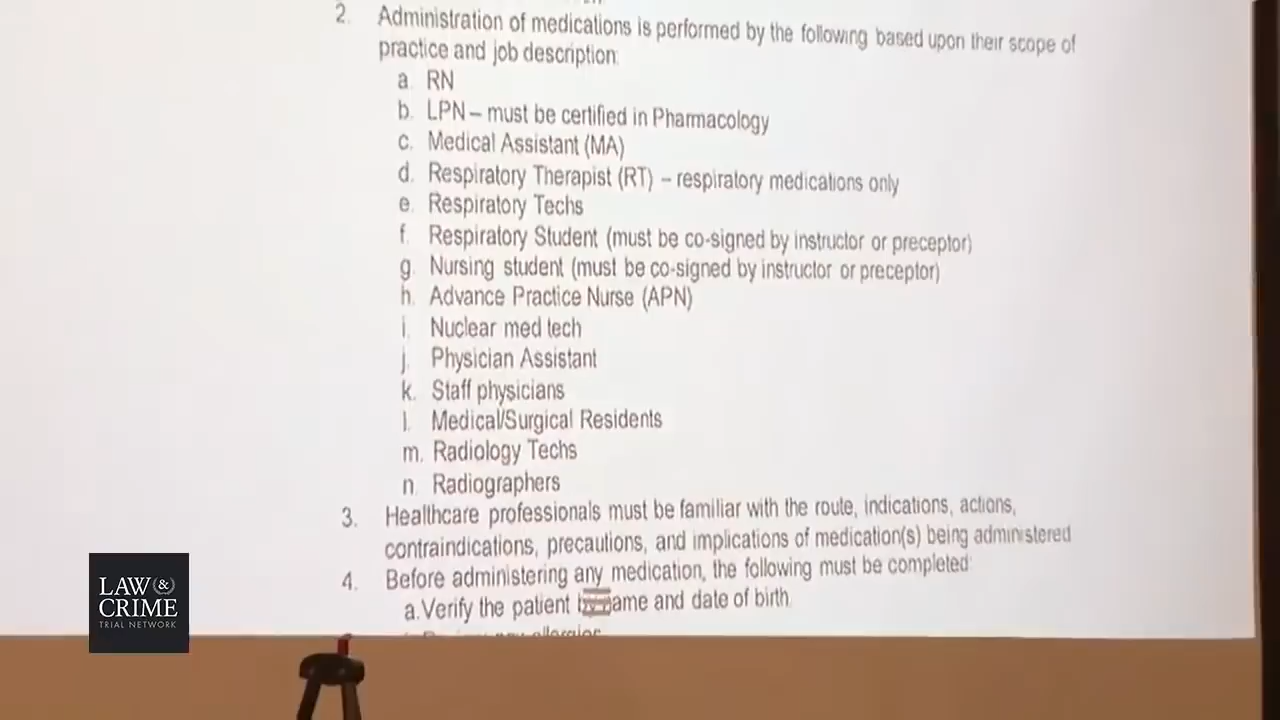 2. Administration of medications is performed by the following based upon their scope of
practice and job description:
a. RN
b. LPN – must be certified in Pharmacology
c. Medical Assistant (MA)
d. Respiratory Therapist (RT) – respiratory medications only
e. Respiratory Techs
f. Respiratory Student (must be co-signed by instructor or preceptor)
g. Nursing student (must be co-signed by instructor or preceptor)
h. Advance Practice Nurse (APN)
i. Nuclear med tech
j. Physician Assistant
k. Staff physicians
l. Medical/Surgical Residents
m. Radiology Techs
n. Radiographers
3. Healthcare professionals must be familiar with the route, indications, actions,
contraindications, precautions, and implications of medication(s) being administered
4. Before administering any medication, the following must be completed:
a. Verify the patient and date of birth.
LAW &
CRIME
TRIAL NETWORK